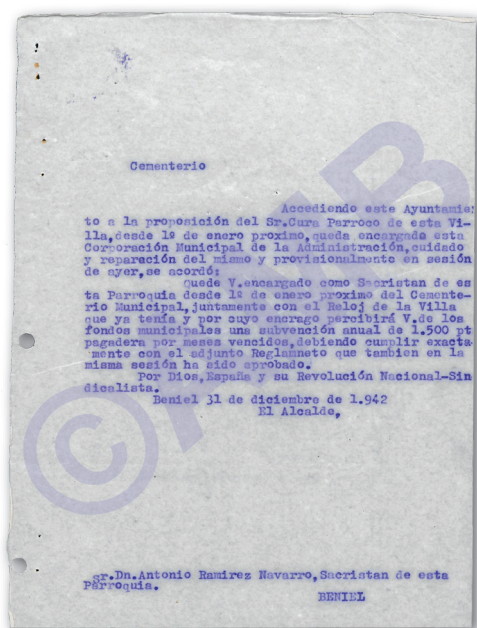 Cementerio
Accediendo este Ayuntamien
to a la proposición del Sr.Cura Parroco de esta Vi-
lla,desde 1º de enero proximo,queda encargado esta
Corporación Municipal de la Administración,cuidado
y reparación del mismo y provisionalmente en sesión
de ayer,se acordó:
Quede V.encargado como Sacristan de es
ta Parroquia desde 1º de enero proximo del Cemente-
rio Municipal,juntamente con el Reloj de la Villa
que ya tenía y por cuyo encrago percibirá V.de los
fondos municipales una subvención anual de 1.500 pt
pagadera por meses vencidos,debiendo cumplir exacta-
mente con el adjunto Reglamneto que tambien en la
misma sesión ha sido aprobado.
Por Dios,España y su Revolución Nacional-Sin
dicalista.
Beniel 31 de diciembre de 1.942
El Alcalde,
sr.Dn.Antonio Ramirez Navarro,Sacristan de esta
Parroquia.
BENIEL